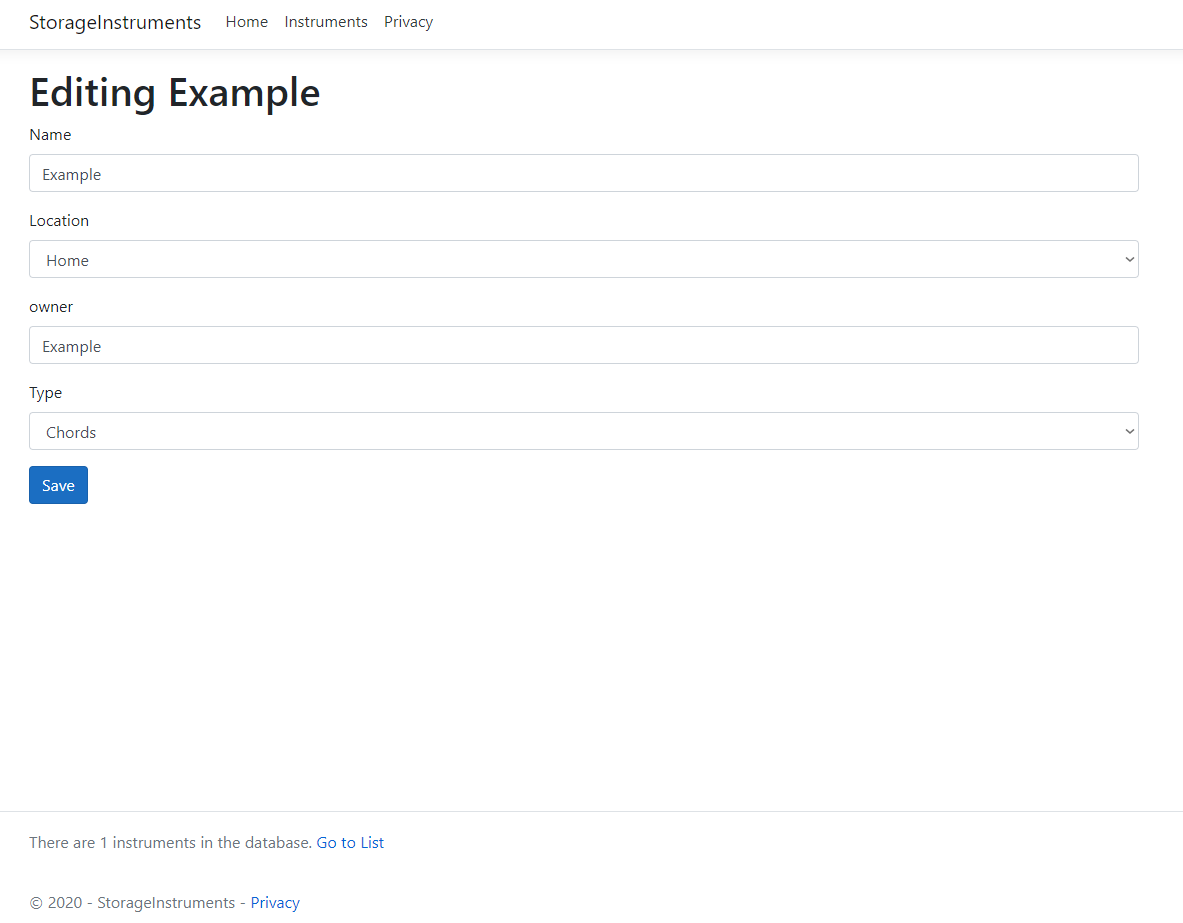 StorageInstruments Home Instruments Privacy
Editing Example
Name
Example
Location
Home
owner
Example
Type
Chords
Save
There are 1 instruments in the database. Go to List
© 2020 - StorageInstruments - Privacy